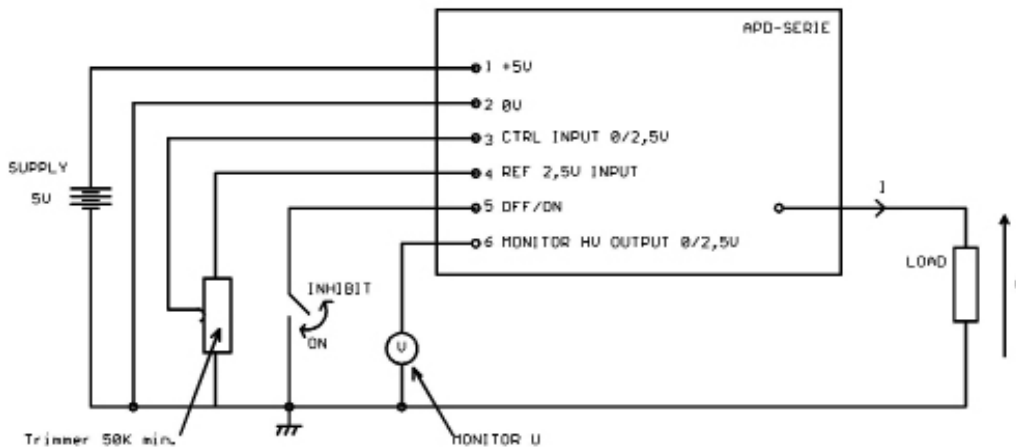 APD-SERIE
1 +5V
2 0V
3 CTRL INPUT 0/2,5V
4 REF 2,5V INPUT
5 OFF/ON
6 MONITOR HV OUTPUT 0/2,5V
SUPPLY
5V
I
LOAD
INHIBIT
ON
V
Trimmer 50K min.
MONITOR U